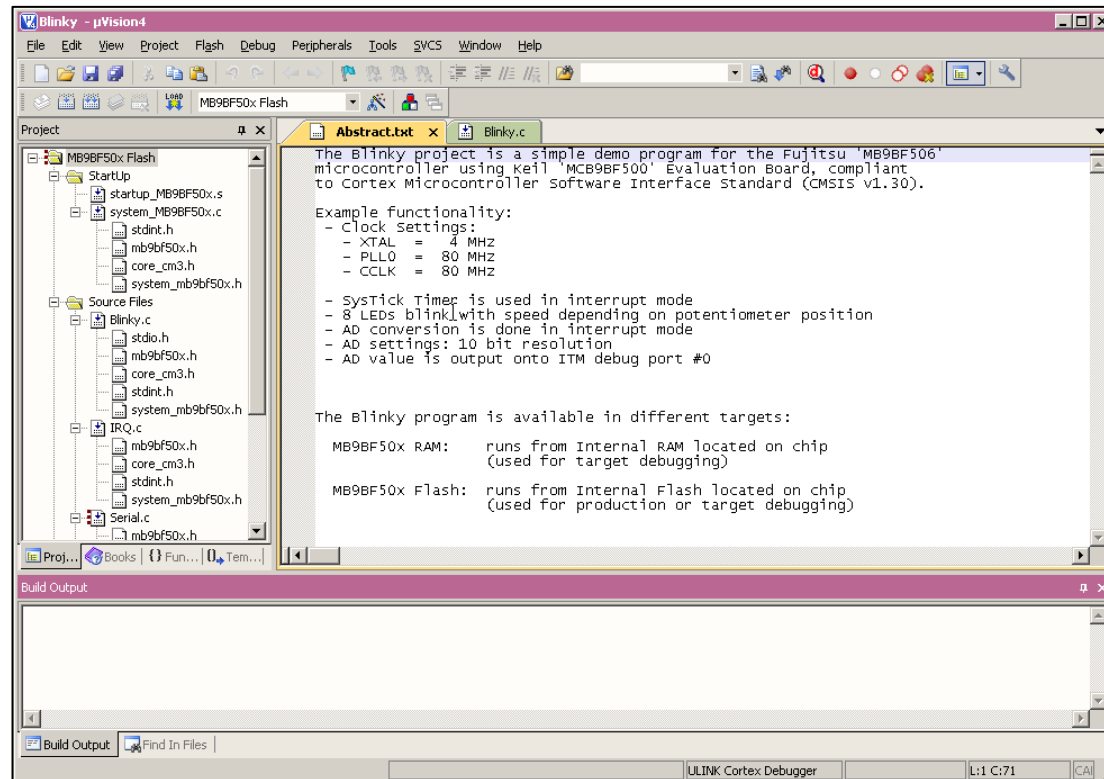 Blinky - µVision4
File Edit View Project Flash Debug Peripherals Tools SVCS Window Help
LOAD MB9BF50x Flash
Project
MB9BF50x Flash
StartUp
startup_MB9BF50x.s
system_MB9BF50x.c
stdint.h
mb9bf50x.h
core_cm3.h
system_mb9bf50x.h
Source Files
Blinky.c
stdio.h
mb9bf50x.h
core_cm3.h
stdint.h
system_mb9bf50x.h
IRQ.c
mb9bf50x.h
core_cm3.h
stdint.h
system_mb9bf50x.h
Serial.c
mb9bf50x.h
Proj... Books {} Fun... 0 Tem...
Abstract.txt x Blinky.c
The Blinky project is a simple demo program for the Fujitsu 'MB9BF506'
microcontroller using Keil 'MCB9BF500' Evaluation Board, compliant
to Cortex Microcontroller Software Interface Standard (CMSIS v1.30).
Example functionality:
- Clock Settings:
- XTAL = 4 MHz
- PLL0 = 80 MHz
- CCLK = 80 MHz
- SysTick Timer is used in interrupt mode
- 8 LEDs blink with speed depending on potentiometer position
- AD conversion is done in interrupt mode
- AD settings: 10 bit resolution
- AD value is output onto ITM debug port #0
The Blinky program is available in different targets:
MB9BF50x RAM: runs from Internal RAM located on chip
(used for target debugging)
MB9BF50x Flash: runs from Internal Flash located on chip
(used for production or target debugging)
Build Output
Build Output Find In Files
ULINK Cortex Debugger L:1 C:71 CAP